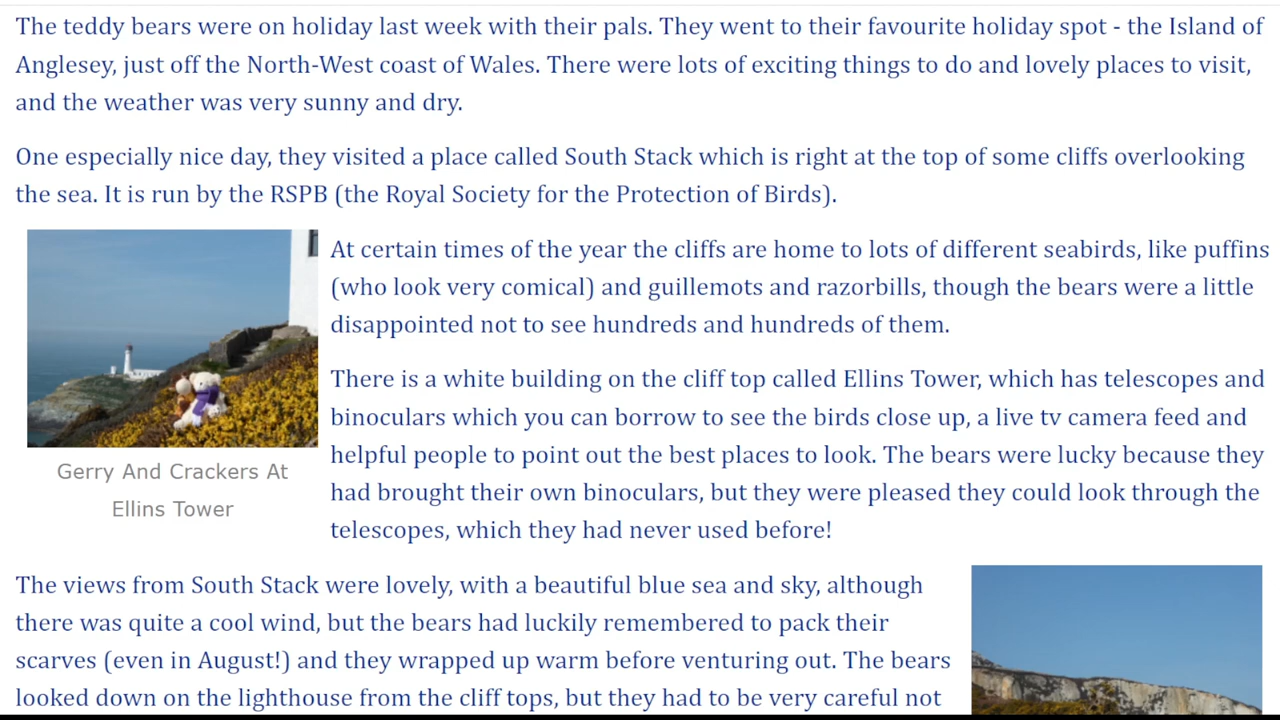 The teddy bears were on holiday last week with their pals. They went to their favourite holiday spot - the Island of
Anglesey, just off the North-West coast of Wales. There were lots of exciting things to do and lovely places to visit,
and the weather was very sunny and dry.
One especially nice day, they visited a place called South Stack which is right at the top of some cliffs overlooking
the sea. It is run by the RSPB (the Royal Society for the Protection of Birds).
At certain times of the year the cliffs are home to lots of different seabirds, like puffins
(who look very comical) and guillemots and razorbills, though the bears were a little
disappointed not to see hundreds and hundreds of them.
There is a white building on the cliff top called Ellins Tower, which has telescopes and
binoculars which you can borrow to see the birds close up, a live tv camera feed and
helpful people to point out the best places to look. The bears were lucky because they
had brought their own binoculars, but they were pleased they could look through the
telescopes, which they had never used before!
Gerry And Crackers At
Ellins Tower
The views from South Stack were lovely, with a beautiful blue sea and sky, although
there was quite a cool wind, but the bears had luckily remembered to pack their
scarves (even in August!) and they wrapped up warm before venturing out. The bears
looked down on the lighthouse from the cliff tops, but they had to be very careful not